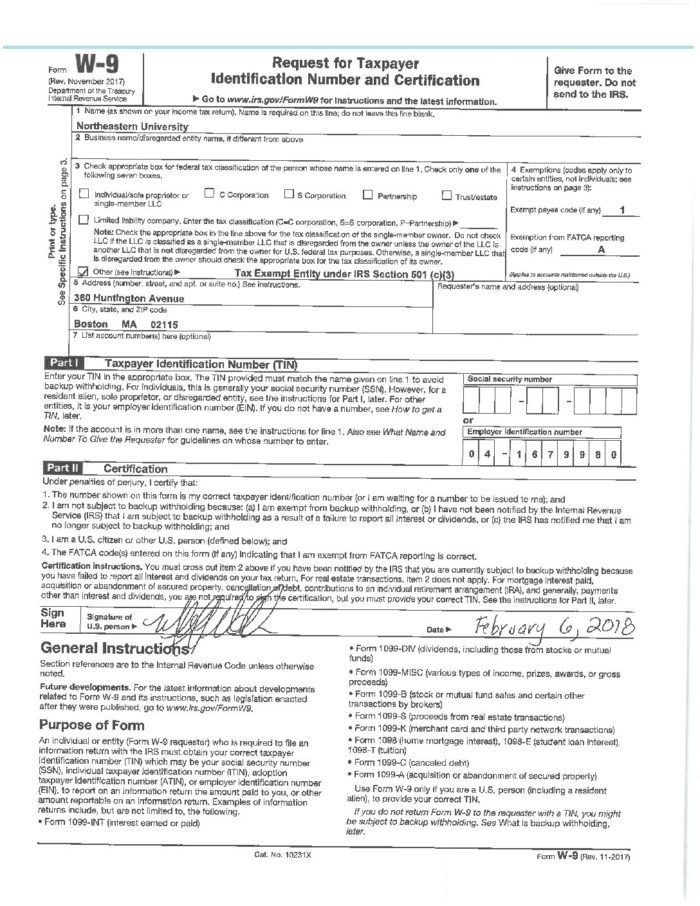 Form W-9
(Rev. November 2017)
Department of the Treasury
Internal Revenue Service
Request for Taxpayer
Identification Number and Certification
▶ Go to www.irs.gov/FormW9 for instructions and the latest information.
Give Form to the
requester. Do not
send to the IRS.
Print or type.
See Specific Instructions on page 3.
1 Name (as shown on your income tax return). Name is required on this line; do not leave this line blank.
Northeastern University
2 Business name/disregarded entity name, if different from above
3 Check appropriate box for federal tax classification of the person whose name is entered on line 1. Check only one of the
following seven boxes.
Individual/sole proprietor or
single-member LLC
C Corporation
S Corporation
Partnership
Trust/estate
Limited liability company. Enter the tax classification (C=C corporation, S=S corporation, P=Partnership) ▶
Note: Check the appropriate box in the line above for the tax classification of the single-member owner. Do not check
LLC if the LLC is classified as a single-member LLC that is disregarded from the owner unless the owner of the LLC is
another LLC that is not disregarded from the owner for U.S. federal tax purposes. Otherwise, a single-member LLC that
is disregarded from the owner should check the appropriate box for the tax classification of its owner.
Other (see instructions) ▶ Tax Exempt Entity under IRS Section 501 (c)(3)
4 Exemptions (codes apply only to
certain entities, not individuals; see
instructions on page 3):
Exempt payee code (if any) 1
Exemption from FATCA reporting
code (if any) A
(Applies to accounts maintained outside the U.S.)
5 Address (number, street, and apt. or suite no.) See instructions.
360 Huntington Avenue
Requester's name and address (optional)
6 City, state, and ZIP code
Boston MA 02115
7 List account number(s) here (optional)
Part I Taxpayer Identification Number (TIN)
Enter your TIN in the appropriate box. The TIN provided must match the name given on line 1 to avoid
backup withholding. For individuals, this is generally your social security number (SSN). However, for a
resident alien, sole proprietor, or disregarded entity, see the instructions for Part I, later. For other
entities, it is your employer identification number (EIN). If you do not have a number, see How to get a
TIN, later.
Note: If the account is in more than one name, see the instructions for line 1. Also see What Name and
Number To Give the Requester for guidelines on whose number to enter.
Social security number
– –
or
Employer identification number
0 4 – 1 6 7 9 9 8 0
Part II Certification
Under penalties of perjury, I certify that:
1. The number shown on this form is my correct taxpayer identification number (or I am waiting for a number to be issued to me); and
2. I am not subject to backup withholding because: (a) I am exempt from backup withholding, or (b) I have not been notified by the Internal Revenue
Service (IRS) that I am subject to backup withholding as a result of a failure to report all interest or dividends, or (c) the IRS has notified me that I am
no longer subject to backup withholding; and
3. I am a U.S. citizen or other U.S. person (defined below); and
4. The FATCA code(s) entered on this form (if any) indicating that I am exempt from FATCA reporting is correct.
Certification instructions. You must cross out item 2 above if you have been notified by the IRS that you are currently subject to backup withholding because
you have failed to report all interest and dividends on your tax return. For real estate transactions, item 2 does not apply. For mortgage interest paid,
acquisition or abandonment of secured property, cancellation of debt, contributions to an individual retirement arrangement (IRA), and generally, payments
other than interest and dividends, you are not required to sign the certification, but you must provide your correct TIN. See the instructions for Part II, later.
Sign
Here
Signature of
U.S. person ▶
Date ▶ February 6, 2018
General Instructions
Section references are to the Internal Revenue Code unless otherwise
noted.
Future developments. For the latest information about developments
related to Form W-9 and its instructions, such as legislation enacted
after they were published, go to www.irs.gov/FormW9.
Purpose of Form
An individual or entity (Form W-9 requester) who is required to file an
information return with the IRS must obtain your correct taxpayer
identification number (TIN) which may be your social security number
(SSN), individual taxpayer identification number (ITIN), adoption
taxpayer identification number (ATIN), or employer identification number
(EIN), to report on an information return the amount paid to you, or other
amount reportable on an information return. Examples of information
returns include, but are not limited to, the following.
• Form 1099-INT (interest earned or paid)
• Form 1099-DIV (dividends, including those from stocks or mutual
funds)
• Form 1099-MISC (various types of income, prizes, awards, or gross
proceeds)
• Form 1099-B (stock or mutual fund sales and certain other
transactions by brokers)
• Form 1099-S (proceeds from real estate transactions)
• Form 1099-K (merchant card and third party network transactions)
• Form 1098 (home mortgage interest), 1098-E (student loan interest),
1098-T (tuition)
• Form 1099-C (canceled debt)
• Form 1099-A (acquisition or abandonment of secured property)
Use Form W-9 only if you are a U.S. person (including a resident
alien), to provide your correct TIN.
If you do not return Form W-9 to the requester with a TIN, you might
be subject to backup withholding. See What is backup withholding,
later.
Cat. No. 10231X
Form W-9 (Rev. 11-2017)